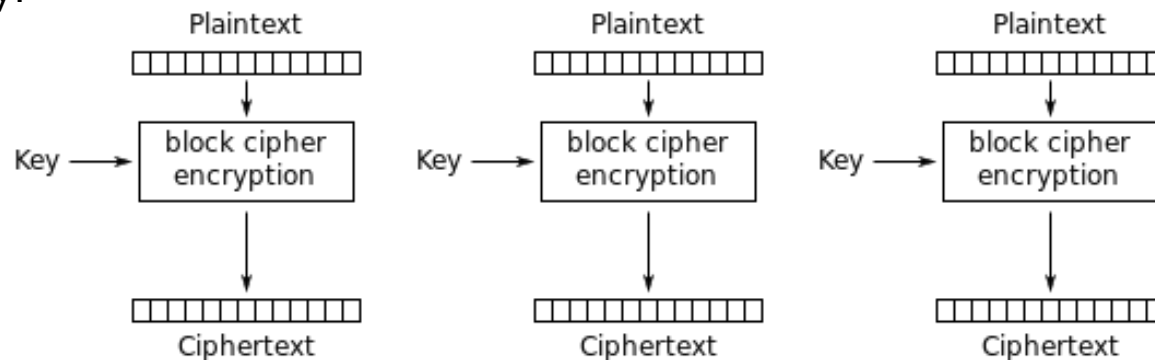 y.
Plaintext Plaintext Plaintext
Key block cipher encryption Key block cipher encryption Key block cipher encryption
Ciphertext Ciphertext Ciphertext